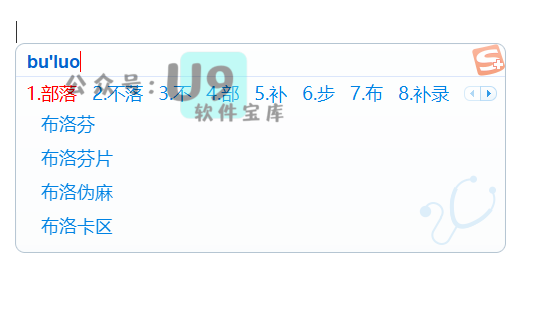 bu'luo
1.部落 2.不落 3.不 4.部 5.补 6.步 7.布 8.补录
公众号:U9
软件宝库
布洛芬
布洛芬片
布洛伪麻
布洛卡区